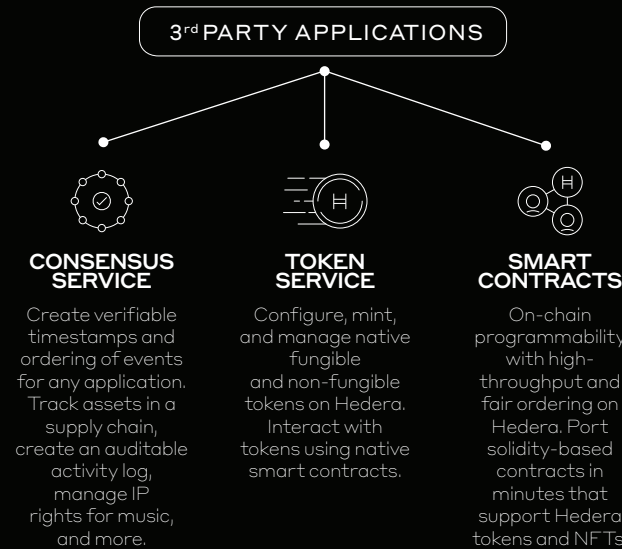 3rd PARTY APPLICATIONS
CONSENSUS
SERVICE
Create verifiable
timestamps and
ordering of events
for any application.
Track assets in a
supply chain,
create an auditable
activity log,
manage IP
rights for music,
and more.
H
TOKEN
SERVICE
Configure, mint,
and manage native
fungible
and non-fungible
tokens on Hedera.
Interact with
tokens using native
smart contracts.
H
SMART
CONTRACTS
On-chain
programmability
with high-
throughput and
fair ordering on
Hedera. Port
solidity-based
contracts in
minutes that
support Hedera
tokens and NFTs